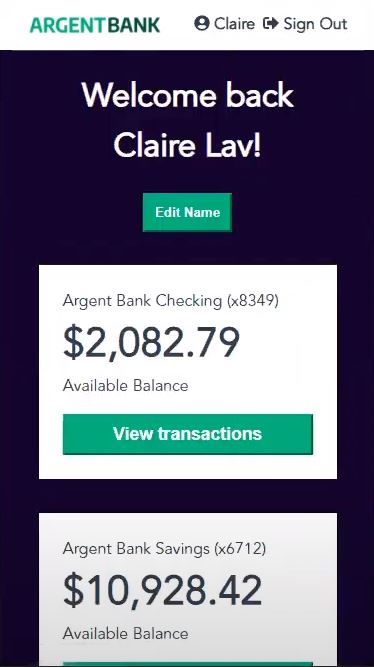 ARGENTBANK Claire Sign Out
Welcome back
Claire Lav!
Edit Name
Argent Bank Checking (x8349)
$2,082.79
Available Balance
View transactions
Argent Bank Savings (x6712)
$10,928.42
Available Balance